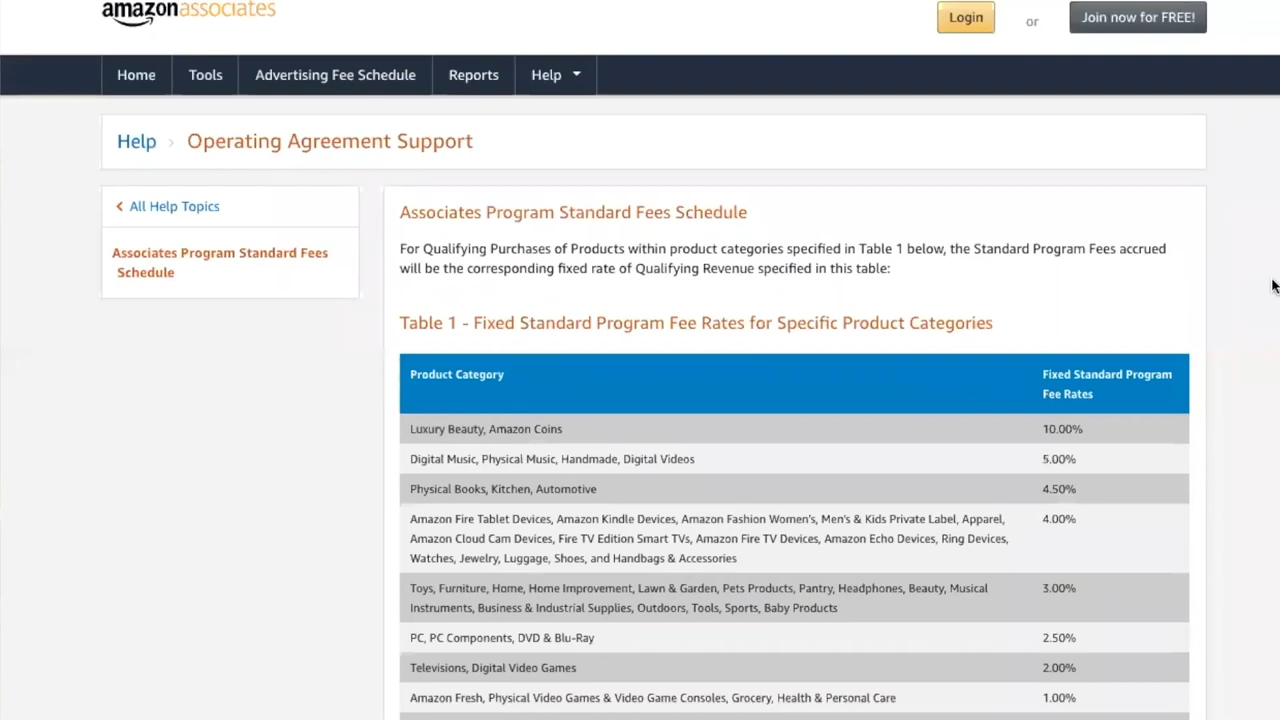 amazonassociates
Login
or
Join now for FREE!
Home
Tools
Advertising Fee Schedule
Reports
Help
Help › Operating Agreement Support
All Help Topics
Associates Program Standard Fees
Schedule
Associates Program Standard Fees Schedule
For Qualifying Purchases of Products within product categories specified in Table 1 below, the Standard Program Fees accrued
will be the corresponding fixed rate of Qualifying Revenue specified in this table:
Table 1 - Fixed Standard Program Fee Rates for Specific Product Categories
Product Category
Fixed Standard Program
Fee Rates
Luxury Beauty, Amazon Coins 10.00%
Digital Music, Physical Music, Handmade, Digital Videos 5.00%
Physical Books, Kitchen, Automotive 4.50%
Amazon Fire Tablet Devices, Amazon Kindle Devices, Amazon Fashion Women's, Men's & Kids Private Label, Apparel, 4.00%
Amazon Cloud Cam Devices, Fire TV Edition Smart TVs, Amazon Fire TV Devices, Amazon Echo Devices, Ring Devices,
Watches, Jewelry, Luggage, Shoes, and Handbags & Accessories
Toys, Furniture, Home, Home Improvement, Lawn & Garden, Pets Products, Pantry, Headphones, Beauty, Musical 3.00%
Instruments, Business & Industrial Supplies, Outdoors, Tools, Sports, Baby Products
PC, PC Components, DVD & Blu-Ray 2.50%
Televisions, Digital Video Games 2.00%
Amazon Fresh, Physical Video Games & Video Game Consoles, Grocery, Health & Personal Care 1.00%